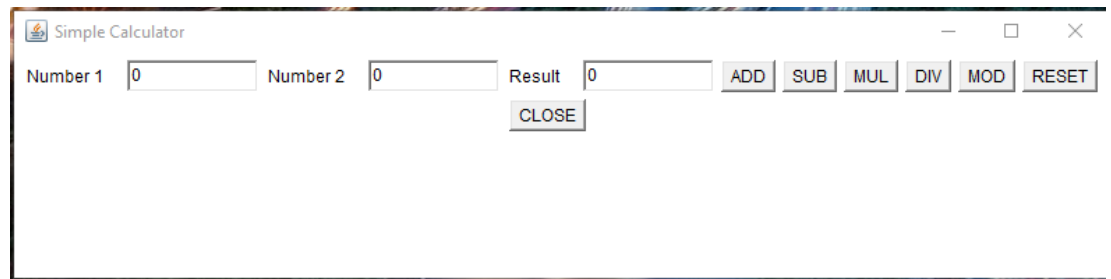 Simple Calculator
Number 1 0 Number 2 0 Result 0 ADD SUB MUL DIV MOD RESET
CLOSE